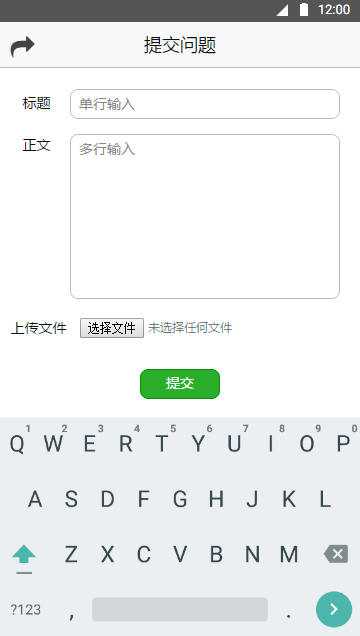 12:00
提交问题
标题 单行输入
正文 多行输入
上传文件 选择文件 未选择任何文件
提交
1 2 3 4 5 6 7 8 9 0
Q W E R T Y U I O P
A S D F G H J K L
Z X C V B N M
?123 , .